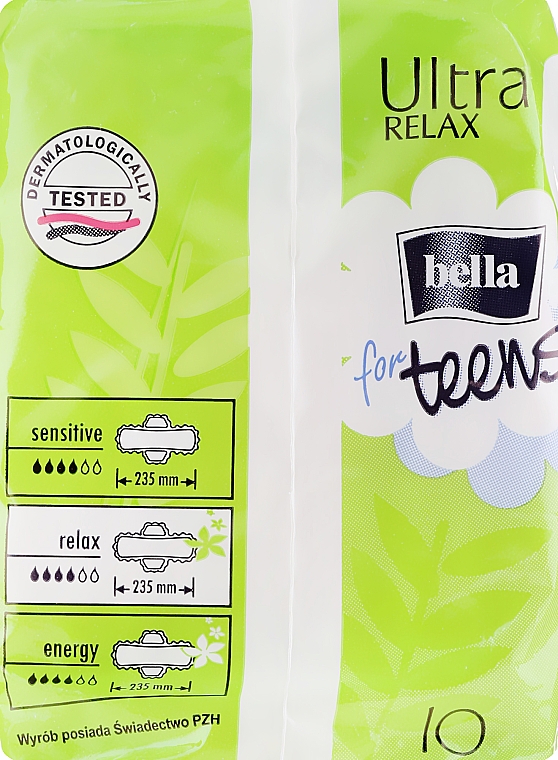 DERMATOLOGICALLY
TESTED
sensitive
235 mm
relax
235 mm
energy
235 mm
Wyrób posiada Świadectwo PZH
Ultra
RELAX
bella
for teens
10